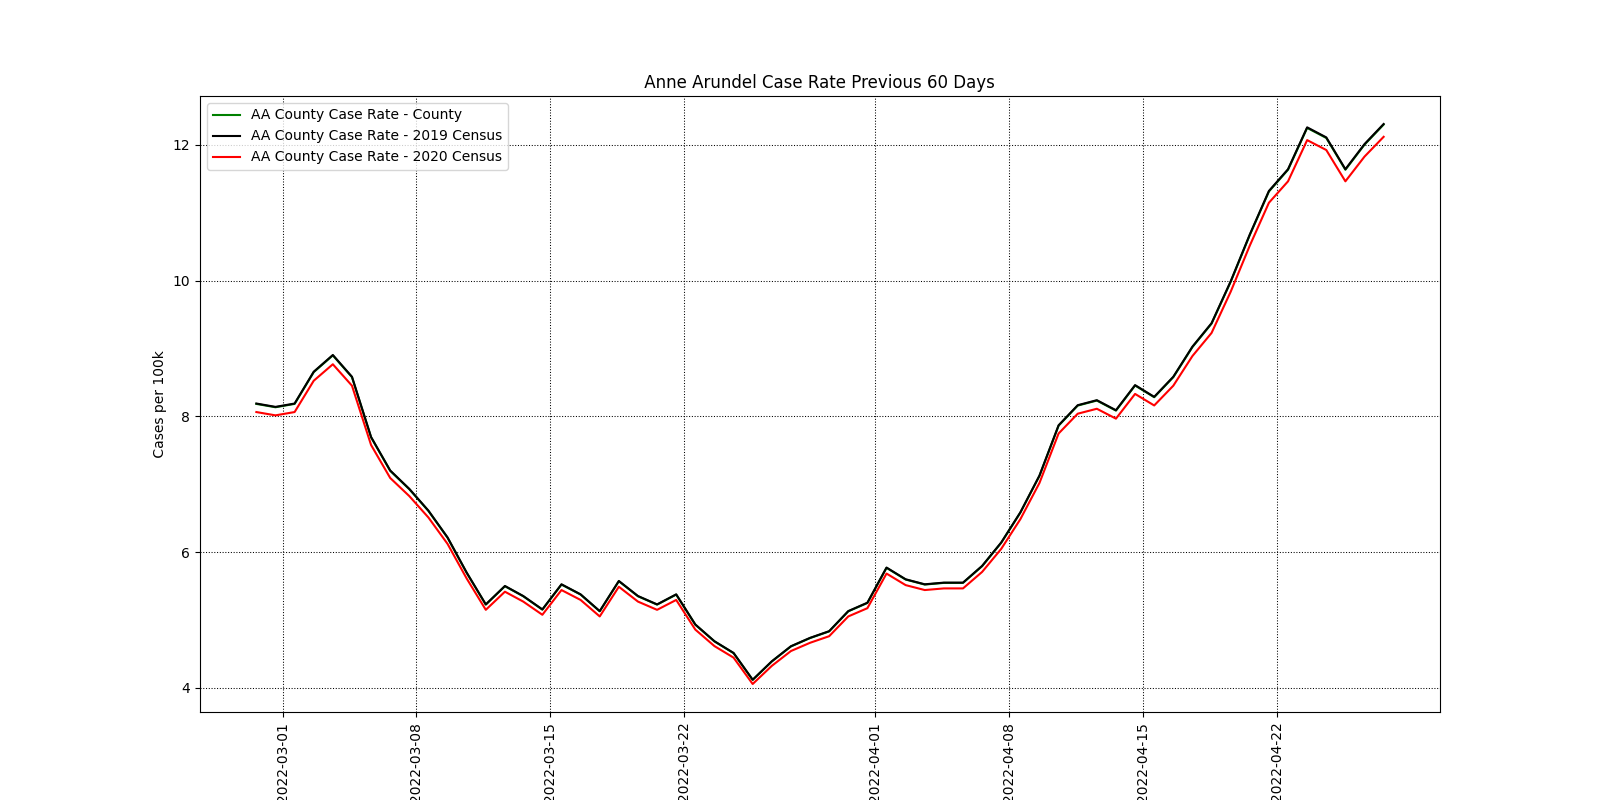 Anne Arundel Case Rate Previous 60 Days
AA County Case Rate - County
AA County Case Rate - 2019 Census
AA County Case Rate - 2020 Census
Cases per 100k
12
10
8
6
4
2022-03-01
2022-03-08
2022-03-15
2022-03-22
2022-04-01
2022-04-08
2022-04-15
2022-04-22